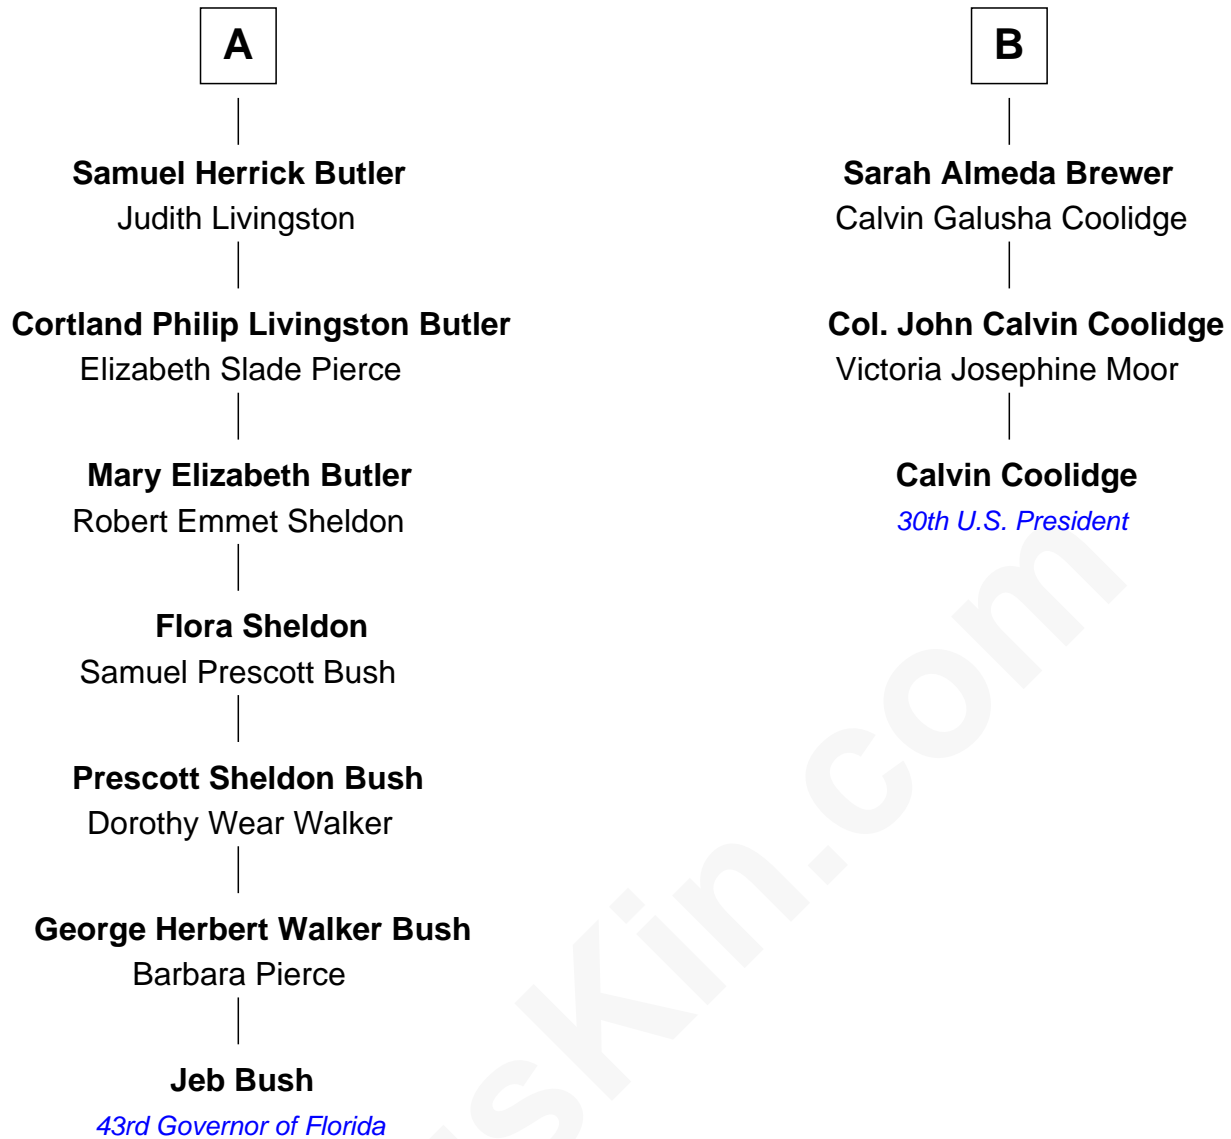 A
Samuel Herrick Butler
Judith Livingston
Cortland Philip Livingston Butler
Elizabeth Slade Pierce
Mary Elizabeth Butler
Robert Emmet Sheldon
Flora Sheldon
Samuel Prescott Bush
Prescott Sheldon Bush
Dorothy Wear Walker
George Herbert Walker Bush
Barbara Pierce
Jeb Bush
43rd Governor of Florida
B
Sarah Almeda Brewer
Calvin Galusha Coolidge
Col. John Calvin Coolidge
Victoria Josephine Moor
Calvin Coolidge
30th U.S. President
sKin.com